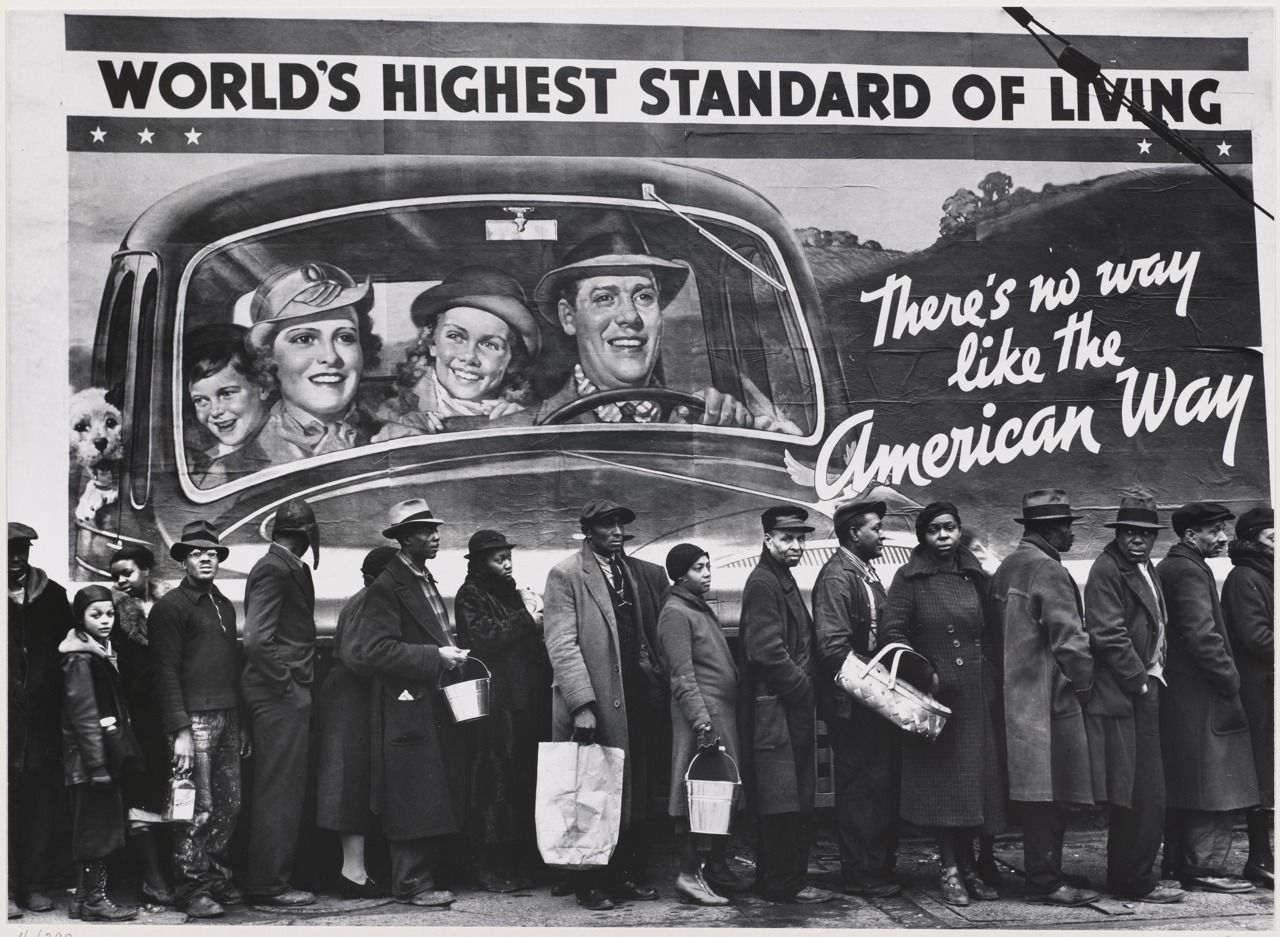 WORLD'S HIGHEST STANDARD OF LIVING
There's no way
like the
American Way